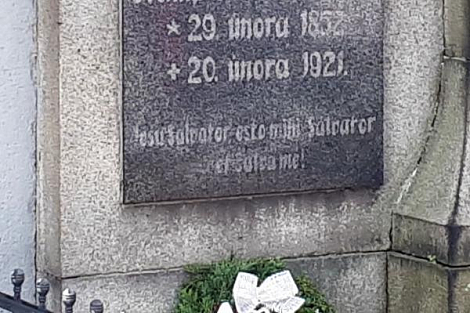 * 29. února 1852
+ 20. února 1921.
Jesu Salvator esto mihi Salvator
et salva me!